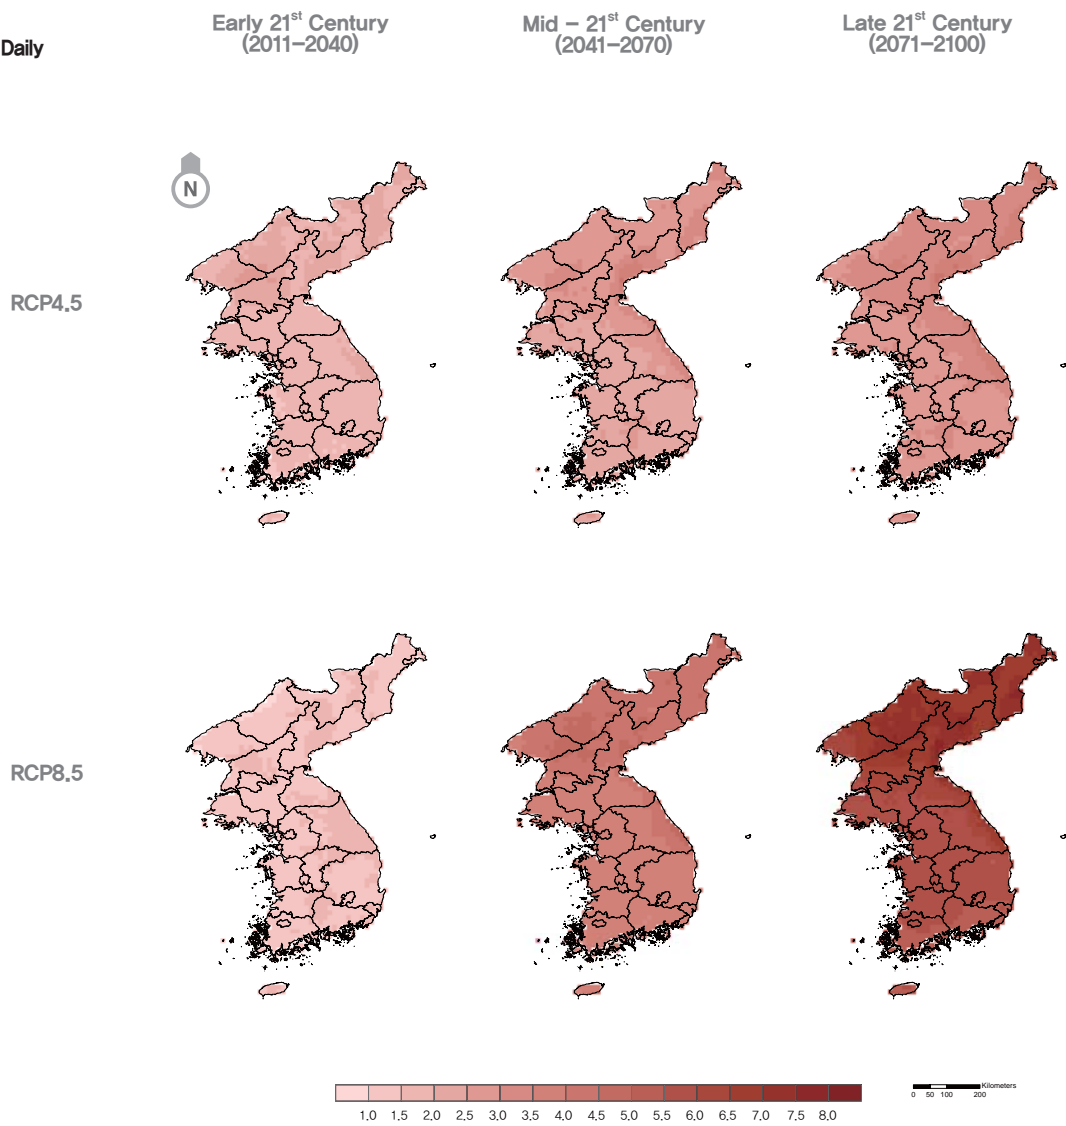 Daily
Early 21st Century
(2011–2040)
Mid – 21st Century
(2041–2070)
Late 21st Century
(2071–2100)
N
RCP4.5
RCP8.5
1.0 1.5 2.0 2.5 3.0 3.5 4.0 4.5 5.0 5.5 6.0 6.5 7.0 7.5 8.0
Kilometers
0 50 100 200